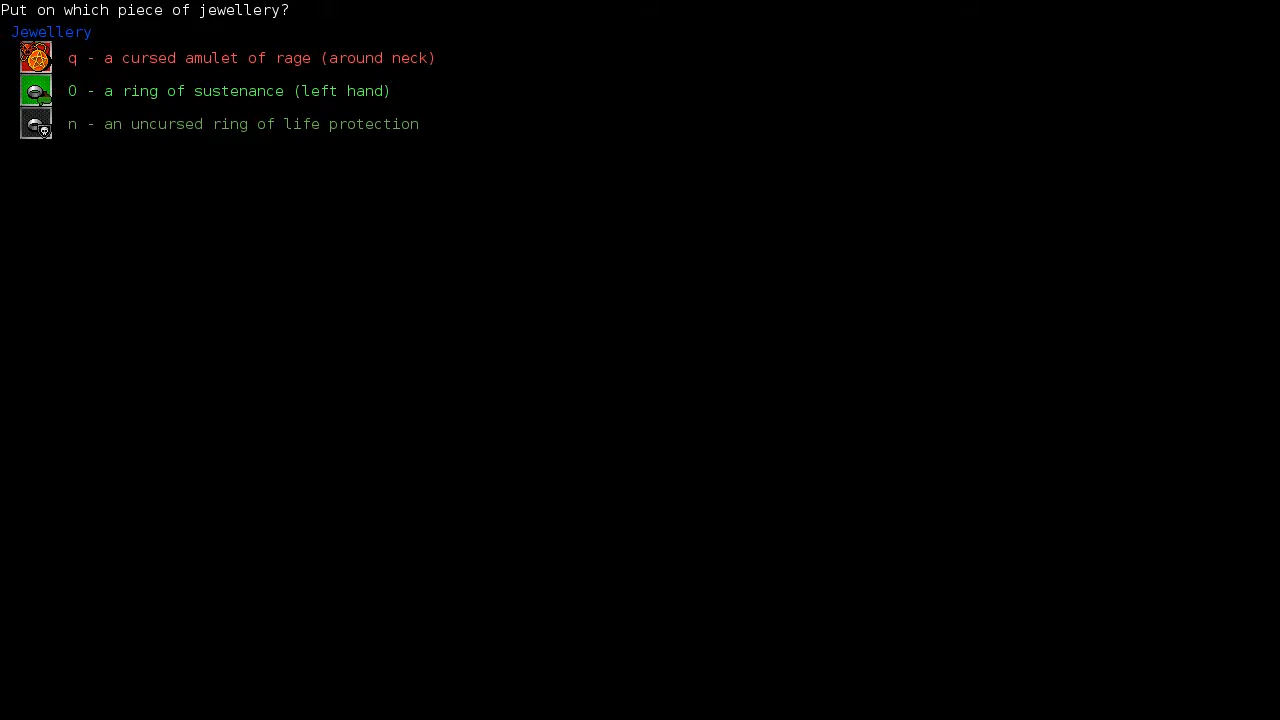 Put on which piece of jewellery?
Jewellery
q - a cursed amulet of rage (around neck)
O - a ring of sustenance (left hand)
n - an uncursed ring of life protection